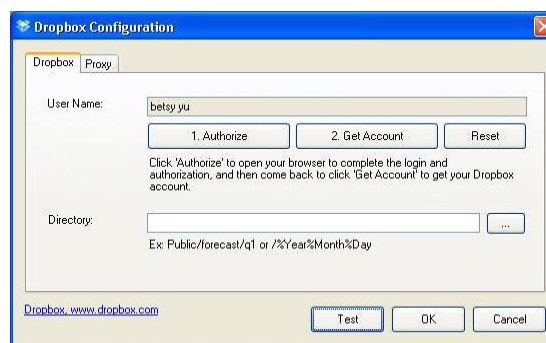 Dropbox Configuration
Dropbox Proxy
User Name: betsy yu
1. Authorize 2. Get Account Reset
Click 'Authorize' to open your browser to complete the login and
authorization, and then come back to click 'Get Account' to get your Dropbox
account.
Directory: ...
Ex: Public/forecast/q1 or /%Year%Month%Day
Dropbox, www.dropbox.com
Test OK Cancel